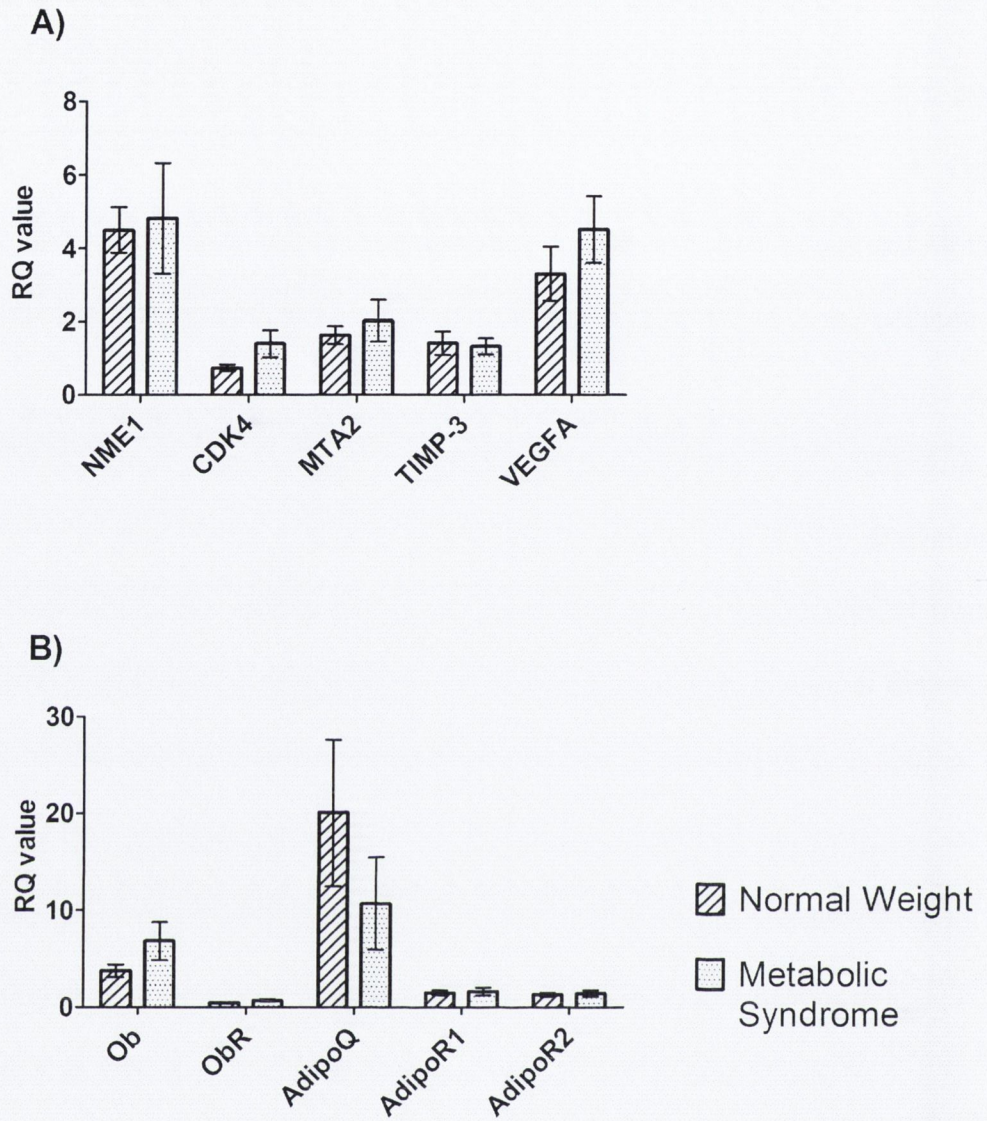 A)
8
6
4
2
0
RQ value
NME1
CDK4
MTA2
TIMP-3
VEGFA
B)
30
20
10
0
RQ value
Ob
ObR
AdipoQ
AdipoR1
AdipoR2
Normal Weight
Metabolic
Syndrome